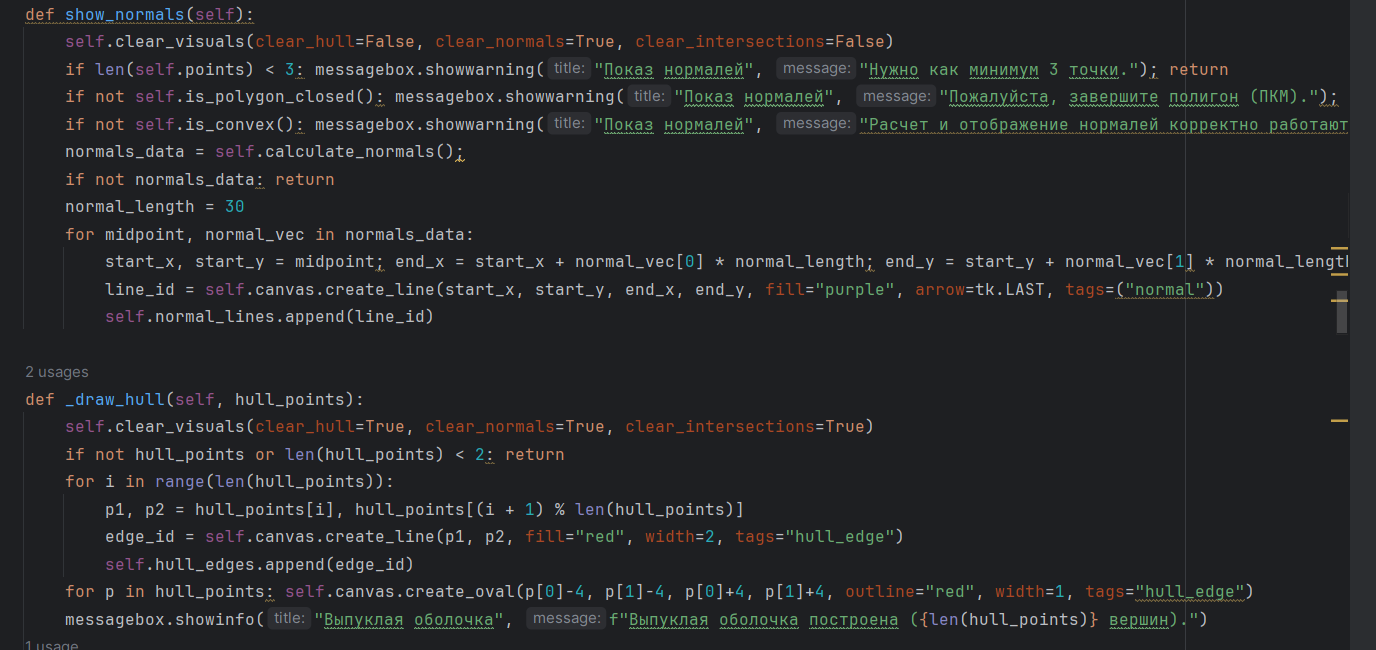 def show_normals(self):
self.clear_visuals(clear_hull=False, clear_normals=True, clear_intersections=False)
if len(self.points) < 3: messagebox.showwarning( title: "Показ нормалей", message: "Нужно как минимум 3 точки."); return
if not self.is_polygon_closed(): messagebox.showwarning( title: "Показ нормалей", message: "Пожалуйста, завершите полигон (ПКМ).");
if not self.is_convex(): messagebox.showwarning( title: "Показ нормалей", message: "Расчет и отображение нормалей корректно работают
normals_data = self.calculate_normals();
if not normals_data: return
normal_length = 30
for midpoint, normal_vec in normals_data:
start_x, start_y = midpoint; end_x = start_x + normal_vec[0] * normal_length; end_y = start_y + normal_vec[1] * normal_length
line_id = self.canvas.create_line(start_x, start_y, end_x, end_y, fill="purple", arrow=tk.LAST, tags=("normal"))
self.normal_lines.append(line_id)
2 usages
def _draw_hull(self, hull_points):
self.clear_visuals(clear_hull=True, clear_normals=True, clear_intersections=True)
if not hull_points or len(hull_points) < 2: return
for i in range(len(hull_points)):
p1, p2 = hull_points[i], hull_points[(i + 1) % len(hull_points)]
edge_id = self.canvas.create_line(p1, p2, fill="red", width=2, tags="hull_edge")
self.hull_edges.append(edge_id)
for p in hull_points: self.canvas.create_oval(p[0]-4, p[1]-4, p[0]+4, p[1]+4, outline="red", width=1, tags="hull_edge")
messagebox.showinfo( title: "Выпуклая оболочка", message: f"Выпуклая оболочка построена ({len(hull_points)} вершин).")
1 usage